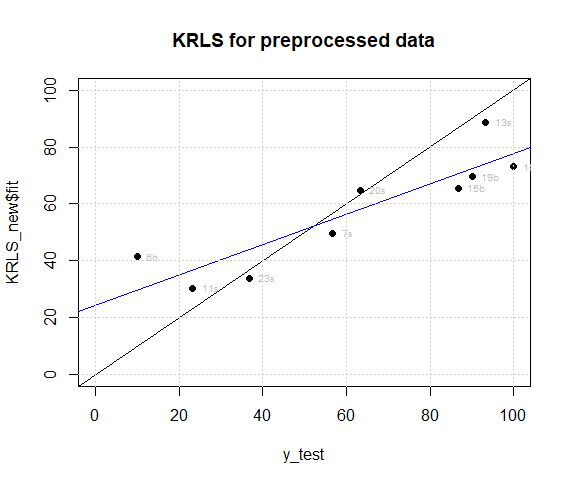 KRLS for preprocessed data
KRLS_new$fit
100
80
60
40
20
0
13s
20s
19b
15b
7s
6b
23s
11s
0 20 40 60 80 100
y_test